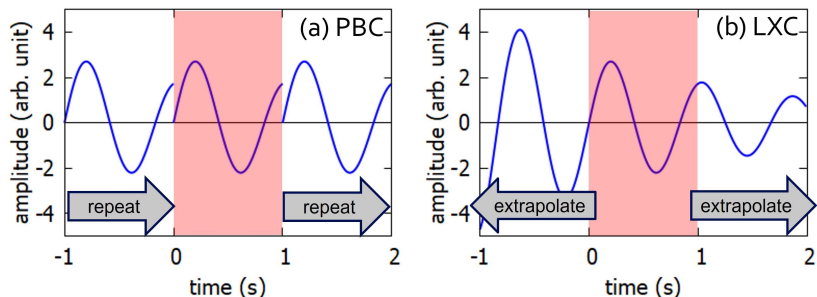 (a) PBC
amplitude (arb. unit)
4
2
0
-2
-4
repeat
repeat
-1
0
1
2
time (s)
(b) LXC
amplitude (arb. unit)
4
2
0
-2
-4
extrapolate
extrapolate
-1
0
1
2
time (s)